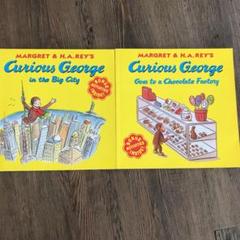 MARGRET & H.A. REY'S
Curious George
in the Big City
MARGRET & H.A. REY'S
Curious George
Goes to a Chocolate Factory